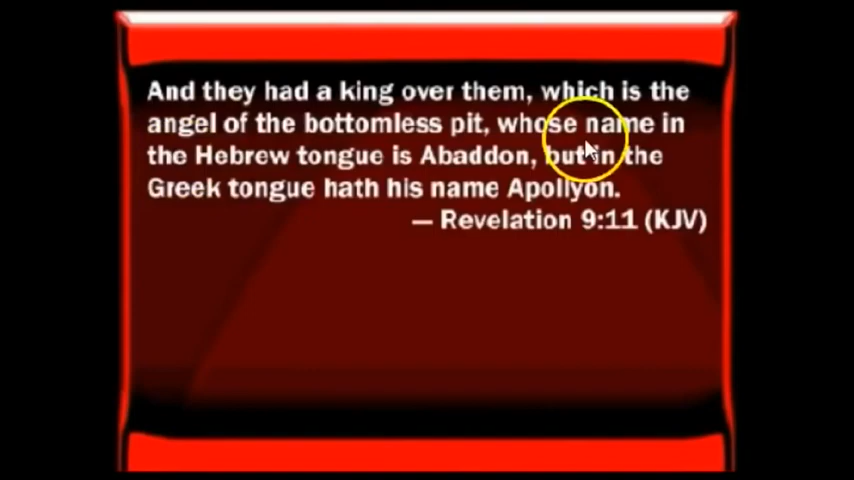 And they had a king over them, which is the
angel of the bottomless pit, whose name in
the Hebrew tongue is Abaddon, but in the
Greek tongue hath his name Apollyon.
— Revelation 9:11 (KJV)